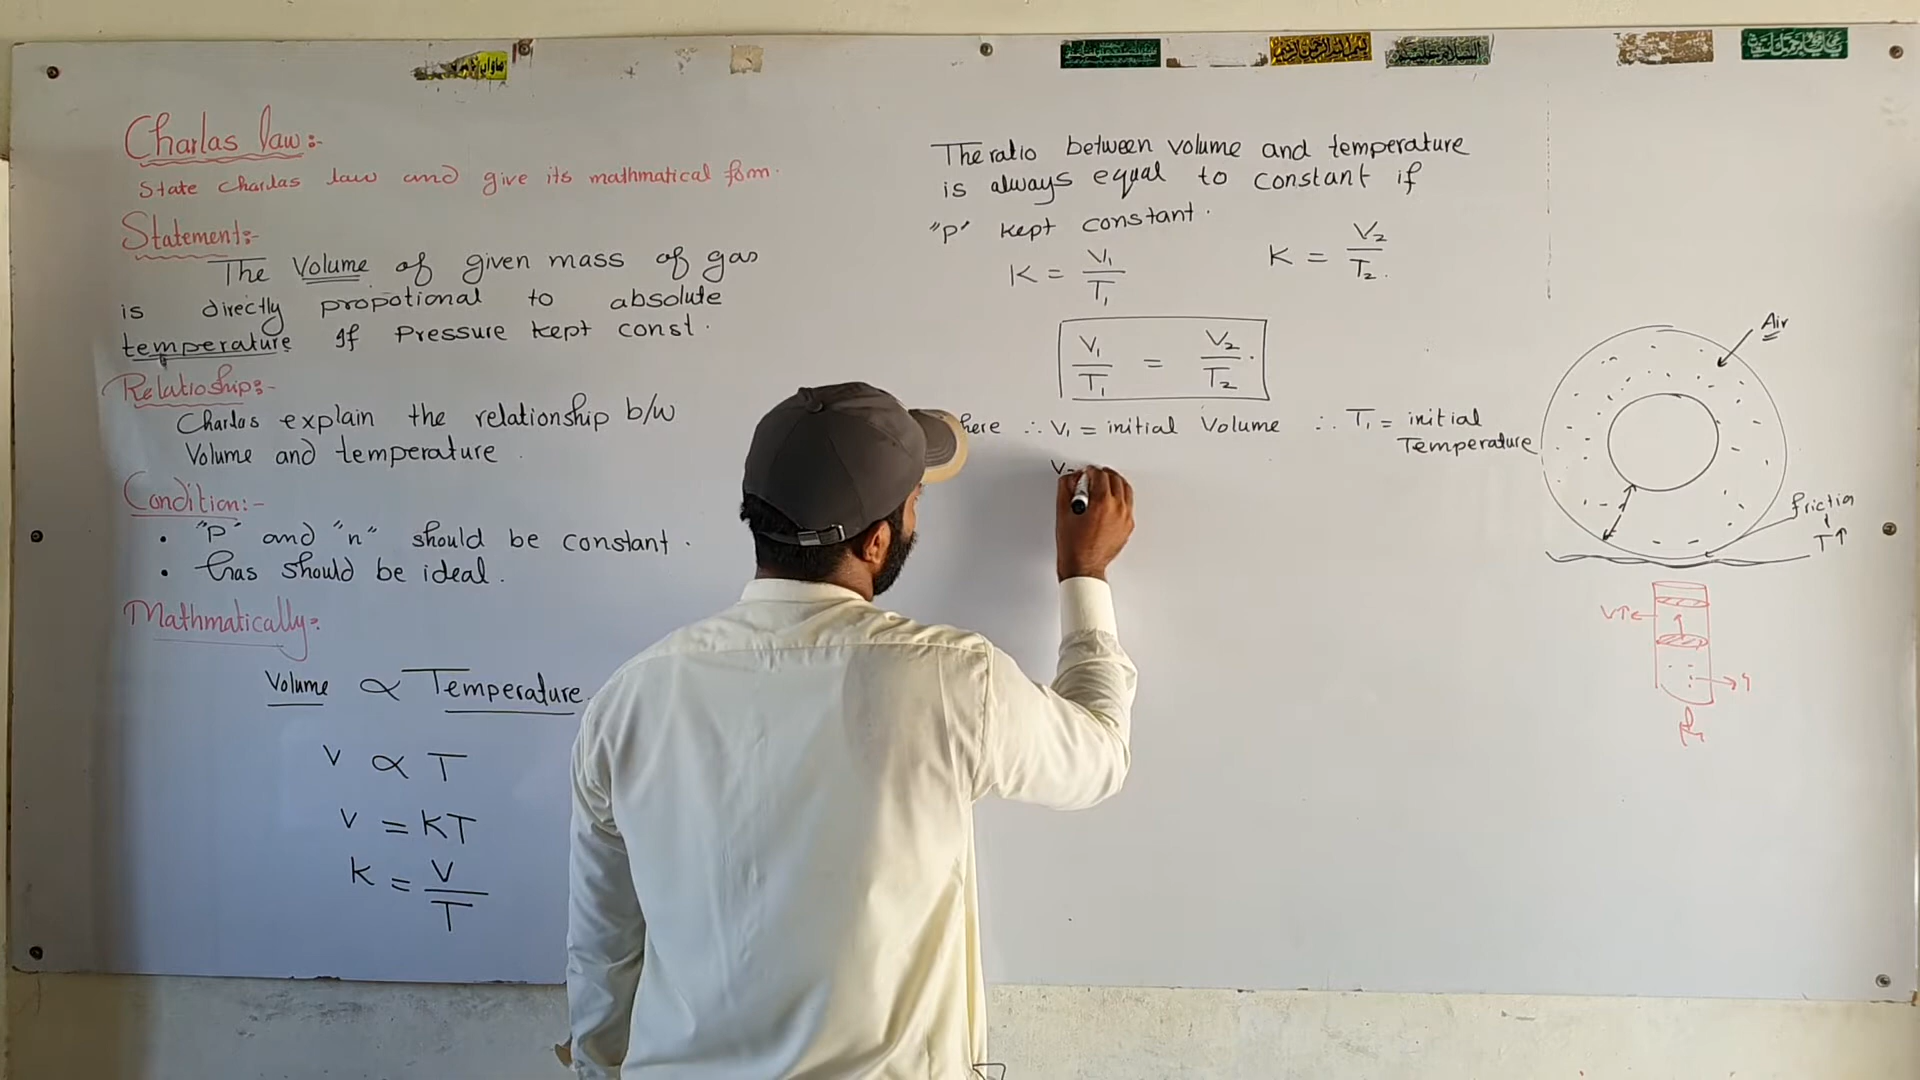 Charlas law:-
State charlas law and give its mathmatical form.
Statement:-
The Volume of given mass of gas
is directly propotional to absolute
temperature If Pressure kept const.
Relatioship:-
Charlas explain the relationship b/w
Volume and temperature.
Condition:-
• "P" and "n" should be constant.
• Gas should be ideal.
Mathmatically:-
Volume ∝ Temperature.
V ∝ T
V = KT
K = V/T
The ratio between volume and temperature
is always equal to constant if
"P" kept constant.
K = V₁/T₁ K = V₂/T₂.
V₁/T₁ = V₂/T₂.
here ∴ V₁ = initial Volume ∴ T₁ = initial
Temperature
Air
friction
T↑
V↑
السلام علیکم